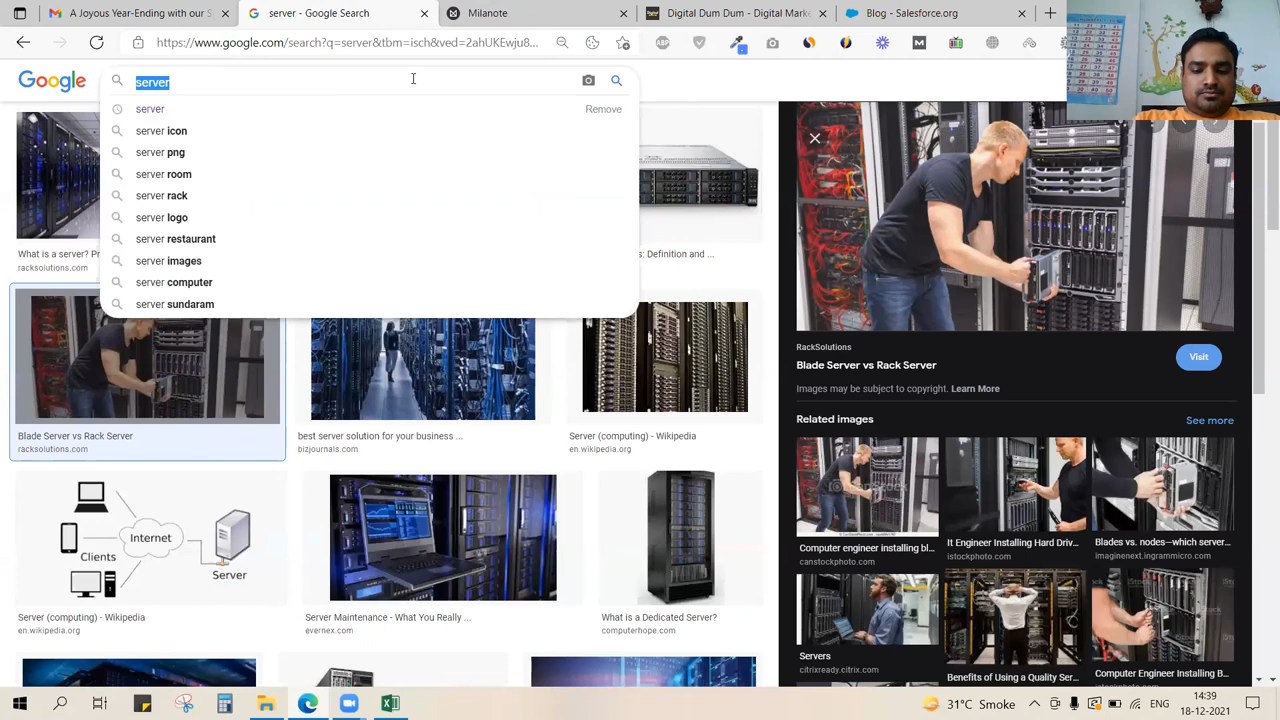 Ad Meeting with A Joyful S
server - Google Search
Milanote
Digital Dum Dum - Digital Marke
Blog - Salesforce.org
https://www.google.com/search?q=server&tbm=isch&ved=2ahUKEwju8...
Google
server
server
Remove
server icon
server png
server room
server rack
server logo
server restaurant
server images
server computer
server sundaram
What is a server? Pr
racksolutions.com
s: Definition and ...
Blade Server vs Rack Server
racksolutions.com
best server solution for your business ...
bizjournals.com
Server (computing) - Wikipedia
en.wikipedia.org
Clients
Internet
Server
Server (computing) - Wikipedia
en.wikipedia.org
Server Maintenance - What You Really ...
evernex.com
What is a Dedicated Server?
computerhope.com
RackSolutions
Blade Server vs Rack Server
Visit
Images may be subject to copyright. Learn More
Related images
See more
Computer engineer installing bl...
canstockphoto.com
It Engineer Installing Hard Driv...
istockphoto.com
Blades vs. nodes—which server...
imaginenext.ingrammicro.com
Servers
citrixready.citrix.com
Benefits of Using a Quality Ser...
Computer Engineer Installing B...
31°C Smoke
ENG
14:39
18-12-2021